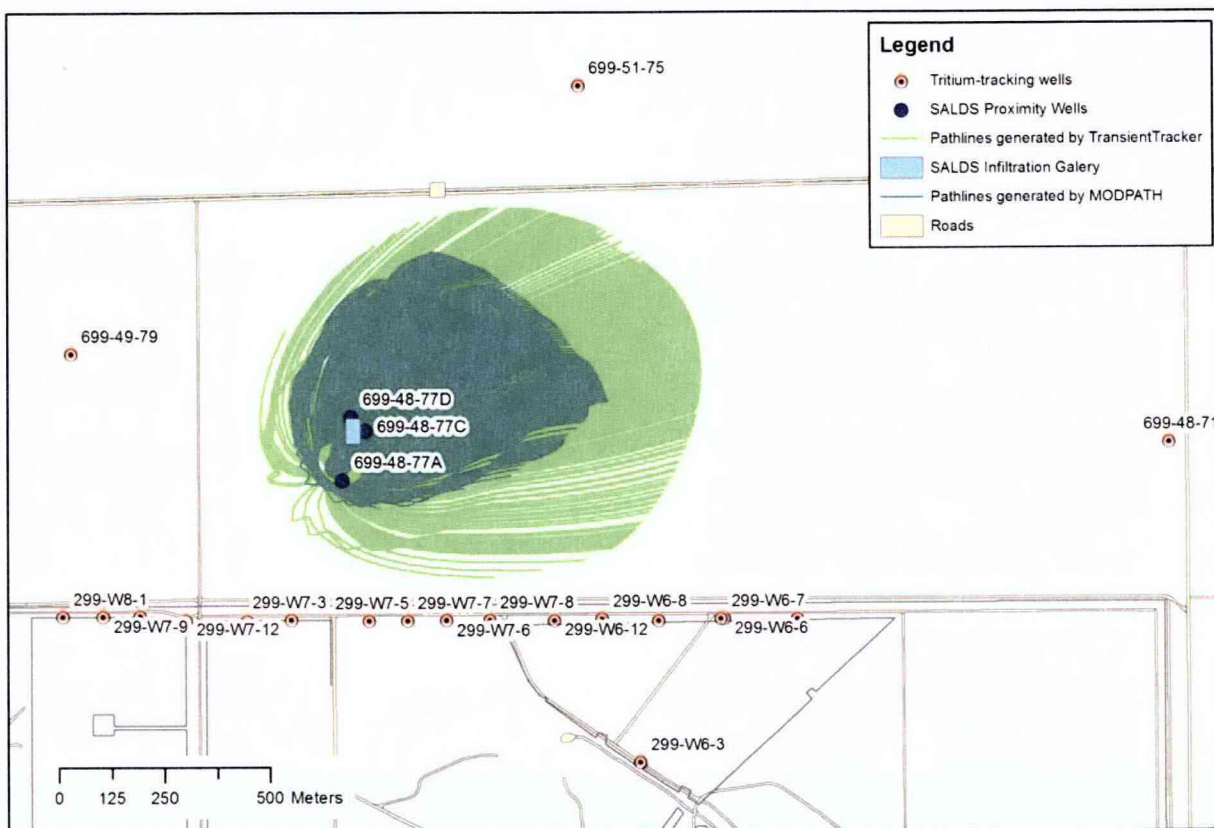 Legend
699-51-75
Tritium-tracking wells
SALDS Proximity Wells
Pathlines generated by TransientTracker
SALDS Infiltration Galery
Pathlines generated by MODPATH
Roads
699-49-79
699-48-77D
699-48-77C
699-48-71
699-48-77A
299-W8-1 299-W7-3 299-W7-5 299-W7-7 299-W7-8 299-W6-8 299-W6-7
299-W7-9 299-W7-12 299-W7-6 299-W6-12 299-W6-6
299-W6-3
0 125 250 500 Meters